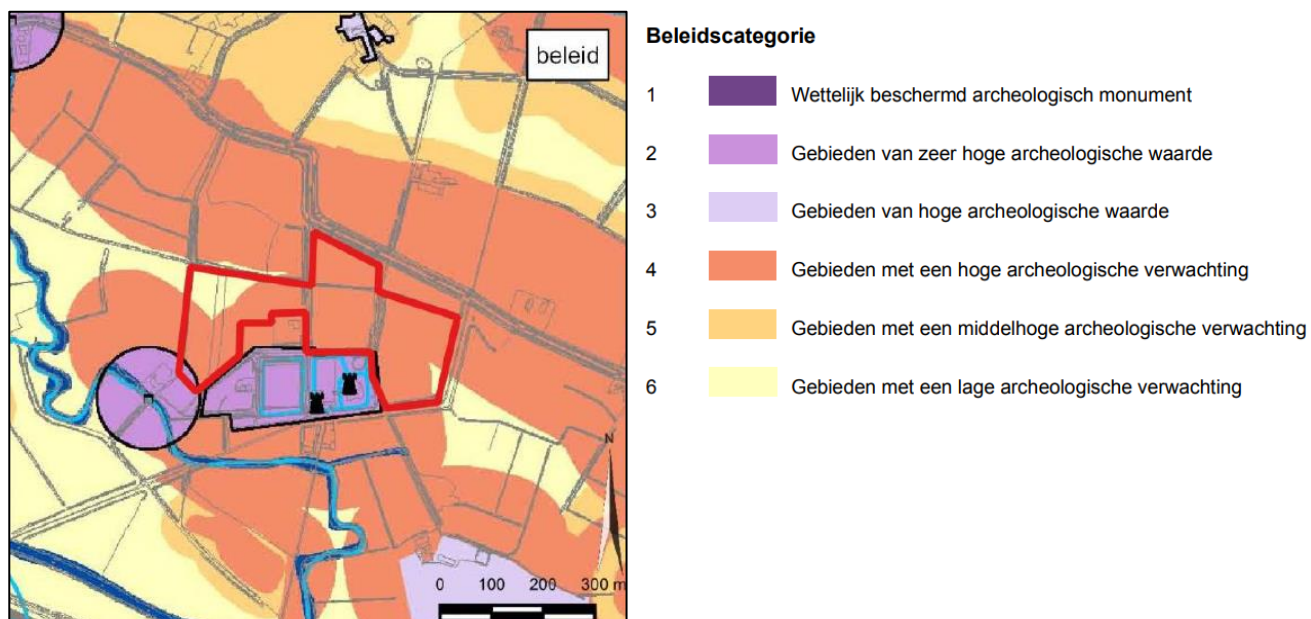 beleid
N
0 100 200 300 m
Beleidscategorie
1 Wettelijk beschermd archeologisch monument
2 Gebieden van zeer hoge archeologische waarde
3 Gebieden van hoge archeologische waarde
4 Gebieden met een hoge archeologische verwachting
5 Gebieden met een middelhoge archeologische verwachting
6 Gebieden met een lage archeologische verwachting